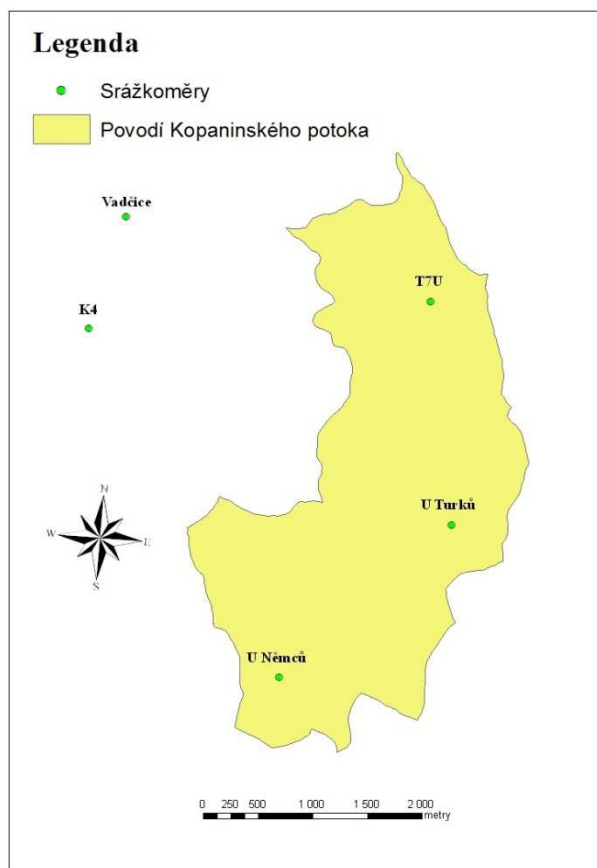 Legenda
Srážkoměry
Povodí Kopaninského potoka
Vadčice
T7U
K4
N
U Turků
W
E
S
U Němců
0 250 500 1 000 1 500 2 000
metry